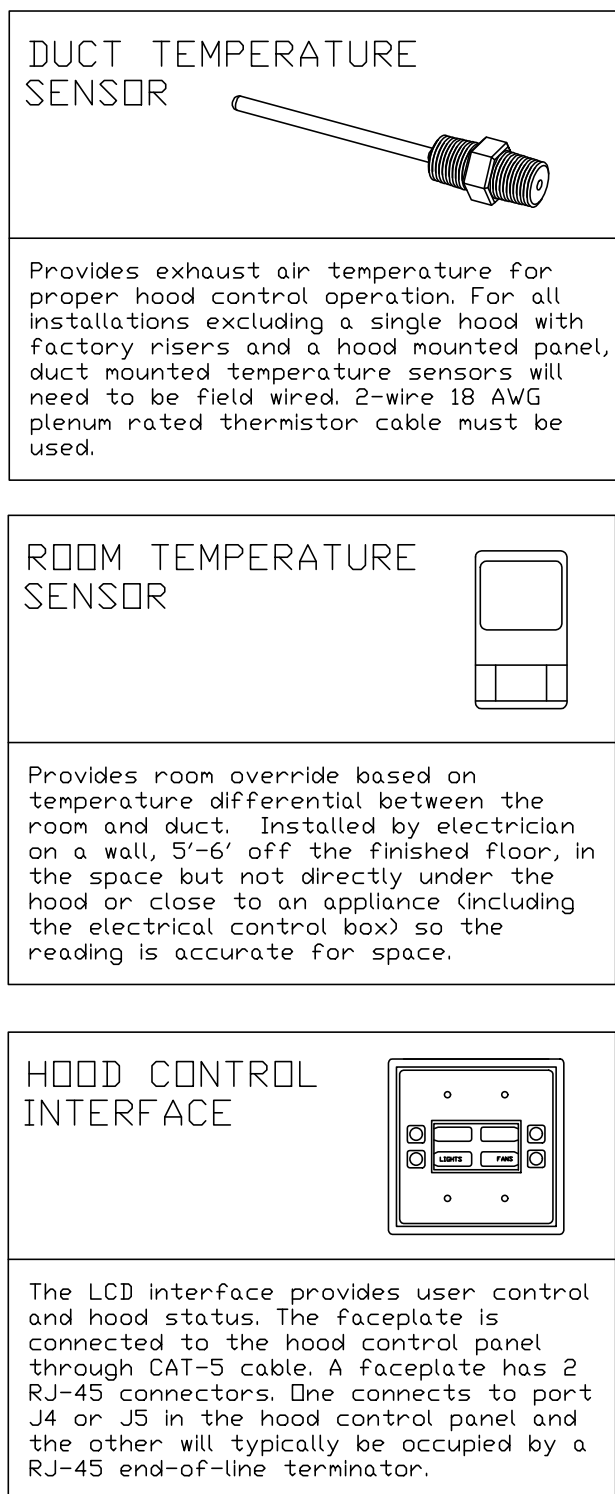 DUCT TEMPERATURE
SENSOR
Provides exhaust air temperature for
proper hood control operation. For all
installations excluding a single hood with
factory risers and a hood mounted panel,
duct mounted temperature sensors will
need to be field wired. 2-wire 18 AWG
plenum rated thermistor cable must be
used.
ROOM TEMPERATURE
SENSOR
Provides room override based on
temperature differential between the
room and duct.  Installed by electrician
on a wall, 5'-6' off the finished floor, in
the space but not directly under the
hood or close to an appliance (including
the electrical control box) so the
reading is accurate for space.
HOOD CONTROL
INTERFACE
LIGHTS FANS
The LCD interface provides user control
and hood status. The faceplate is
connected to the hood control panel
through CAT-5 cable. A faceplate has 2
RJ-45 connectors. One connects to port
J4 or J5 in the hood control panel and
the other will typically be occupied by a
RJ-45 end-of-line terminator.